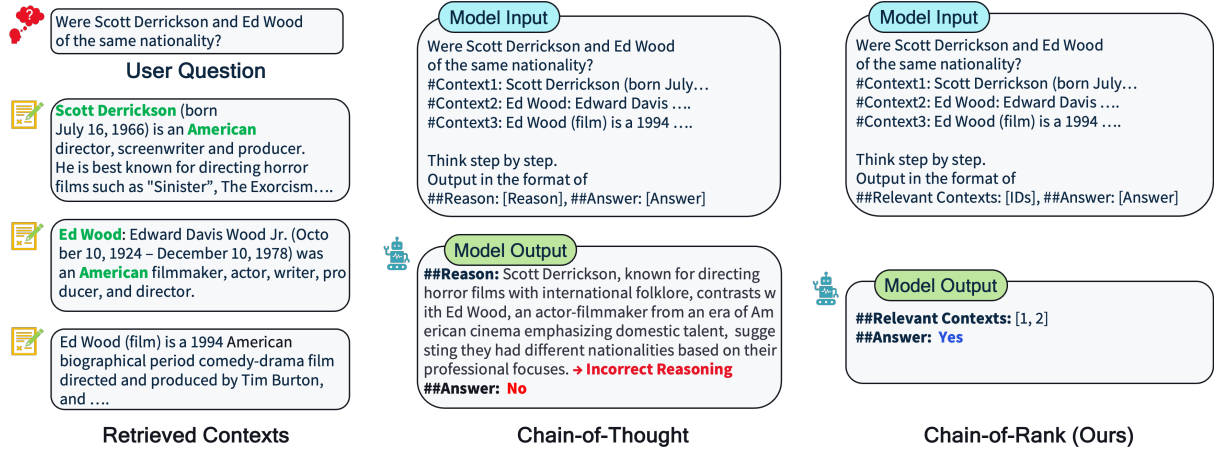 ?
Were Scott Derrickson and Ed Wood
of the same nationality?
User Question
Scott Derrickson (born
July 16, 1966) is an American
director, screenwriter and producer.
He is best known for directing horror
films such as "Sinister”, The Exorcism….
Ed Wood: Edward Davis Wood Jr. (Octo
ber 10, 1924 – December 10, 1978) was
an American filmmaker, actor, writer, pro
ducer, and director.
Ed Wood (film) is a 1994 American
biographical period comedy-drama film
directed and produced by Tim Burton,
and ….
Retrieved Contexts
Model Input
Were Scott Derrickson and Ed Wood
of the same nationality?
#Context1: Scott Derrickson (born July…
#Context2: Ed Wood: Edward Davis ….
#Context3: Ed Wood (film) is a 1994 ….
Think step by step.
Output in the format of
##Reason: [Reason], ##Answer: [Answer]
Model Output
##Reason: Scott Derrickson, known for directing
horror films with international folklore, contrasts w
ith Ed Wood, an actor-filmmaker from an era of Am
erican cinema emphasizing domestic talent, sugge
sting they had different nationalities based on their
professional focuses. → Incorrect Reasoning
##Answer: No
Chain-of-Thought
Model Input
Were Scott Derrickson and Ed Wood
of the same nationality?
#Context1: Scott Derrickson (born July…
#Context2: Ed Wood: Edward Davis ….
#Context3: Ed Wood (film) is a 1994 ….
Think step by step.
Output in the format of
##Relevant Contexts: [IDs], ##Answer: [Answer]
Model Output
##Relevant Contexts: [1, 2]
##Answer: Yes
Chain-of-Rank (Ours)